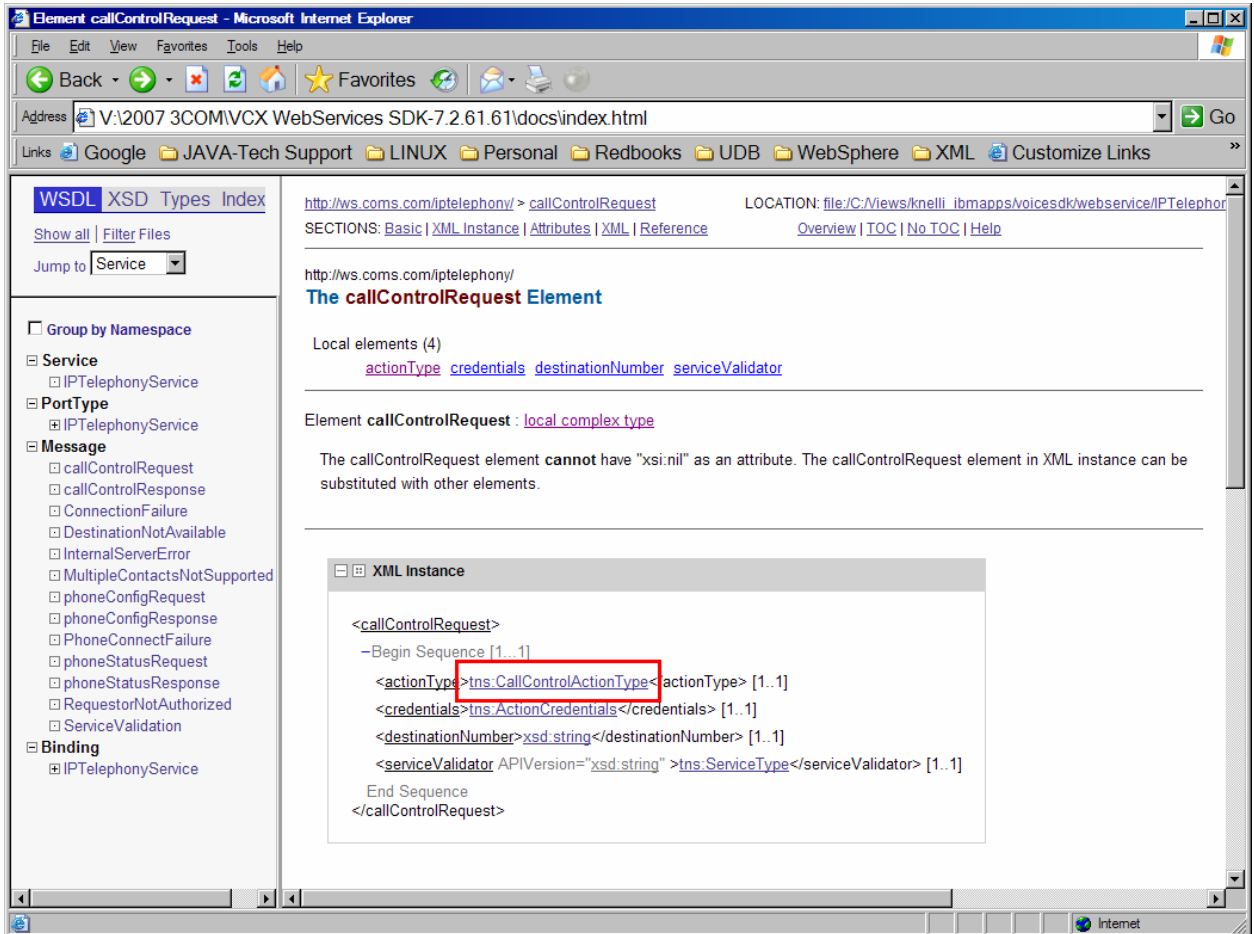 Element callControlRequest - Microsoft Internet Explorer
File Edit View Favorites Tools Help
Back Favorites
Address V:\2007 3COM\VCX WebServices SDK-7.2.61.61\docs\index.html Go
Links Google JAVA-Tech Support LINUX Personal Redbooks UDB WebSphere XML Customize Links »
WSDL XSD Types Index
Show all | Filter Files
Jump to Service
Group by Namespace
Service
IPTelephonyService
PortType
IPTelephonyService
Message
callControlRequest
callControlResponse
ConnectionFailure
DestinationNotAvailable
InternalServerError
MultipleContactsNotSupported
phoneConfigRequest
phoneConfigResponse
PhoneConnectFailure
phoneStatusRequest
phoneStatusResponse
RequestorNotAuthorized
ServiceValidation
Binding
IPTelephonyService
http://ws.coms.com/iptelephony/ > callControlRequest LOCATION: file:/C:/Views/knelli_ibmapps/voicesdk/webservice/IPTelephor
SECTIONS: Basic | XML Instance | Attributes | XML | Reference Overview | TOC | No TOC | Help
http://ws.coms.com/iptelephony/
The callControlRequest Element
Local elements (4)
actionType credentials destinationNumber serviceValidator
Element callControlRequest : local complex type
The callControlRequest element cannot have "xsi:nil" as an attribute. The callControlRequest element in XML instance can be
substituted with other elements.
XML Instance
<callControlRequest>
−Begin Sequence [1...1]
<actionType>tns:CallControlActionType</actionType> [1..1]
<credentials>tns:ActionCredentials</credentials> [1..1]
<destinationNumber>xsd:string</destinationNumber> [1..1]
<serviceValidator APIVersion="xsd:string" >tns:ServiceType</serviceValidator> [1..1]
End Sequence
</callControlRequest>
Internet